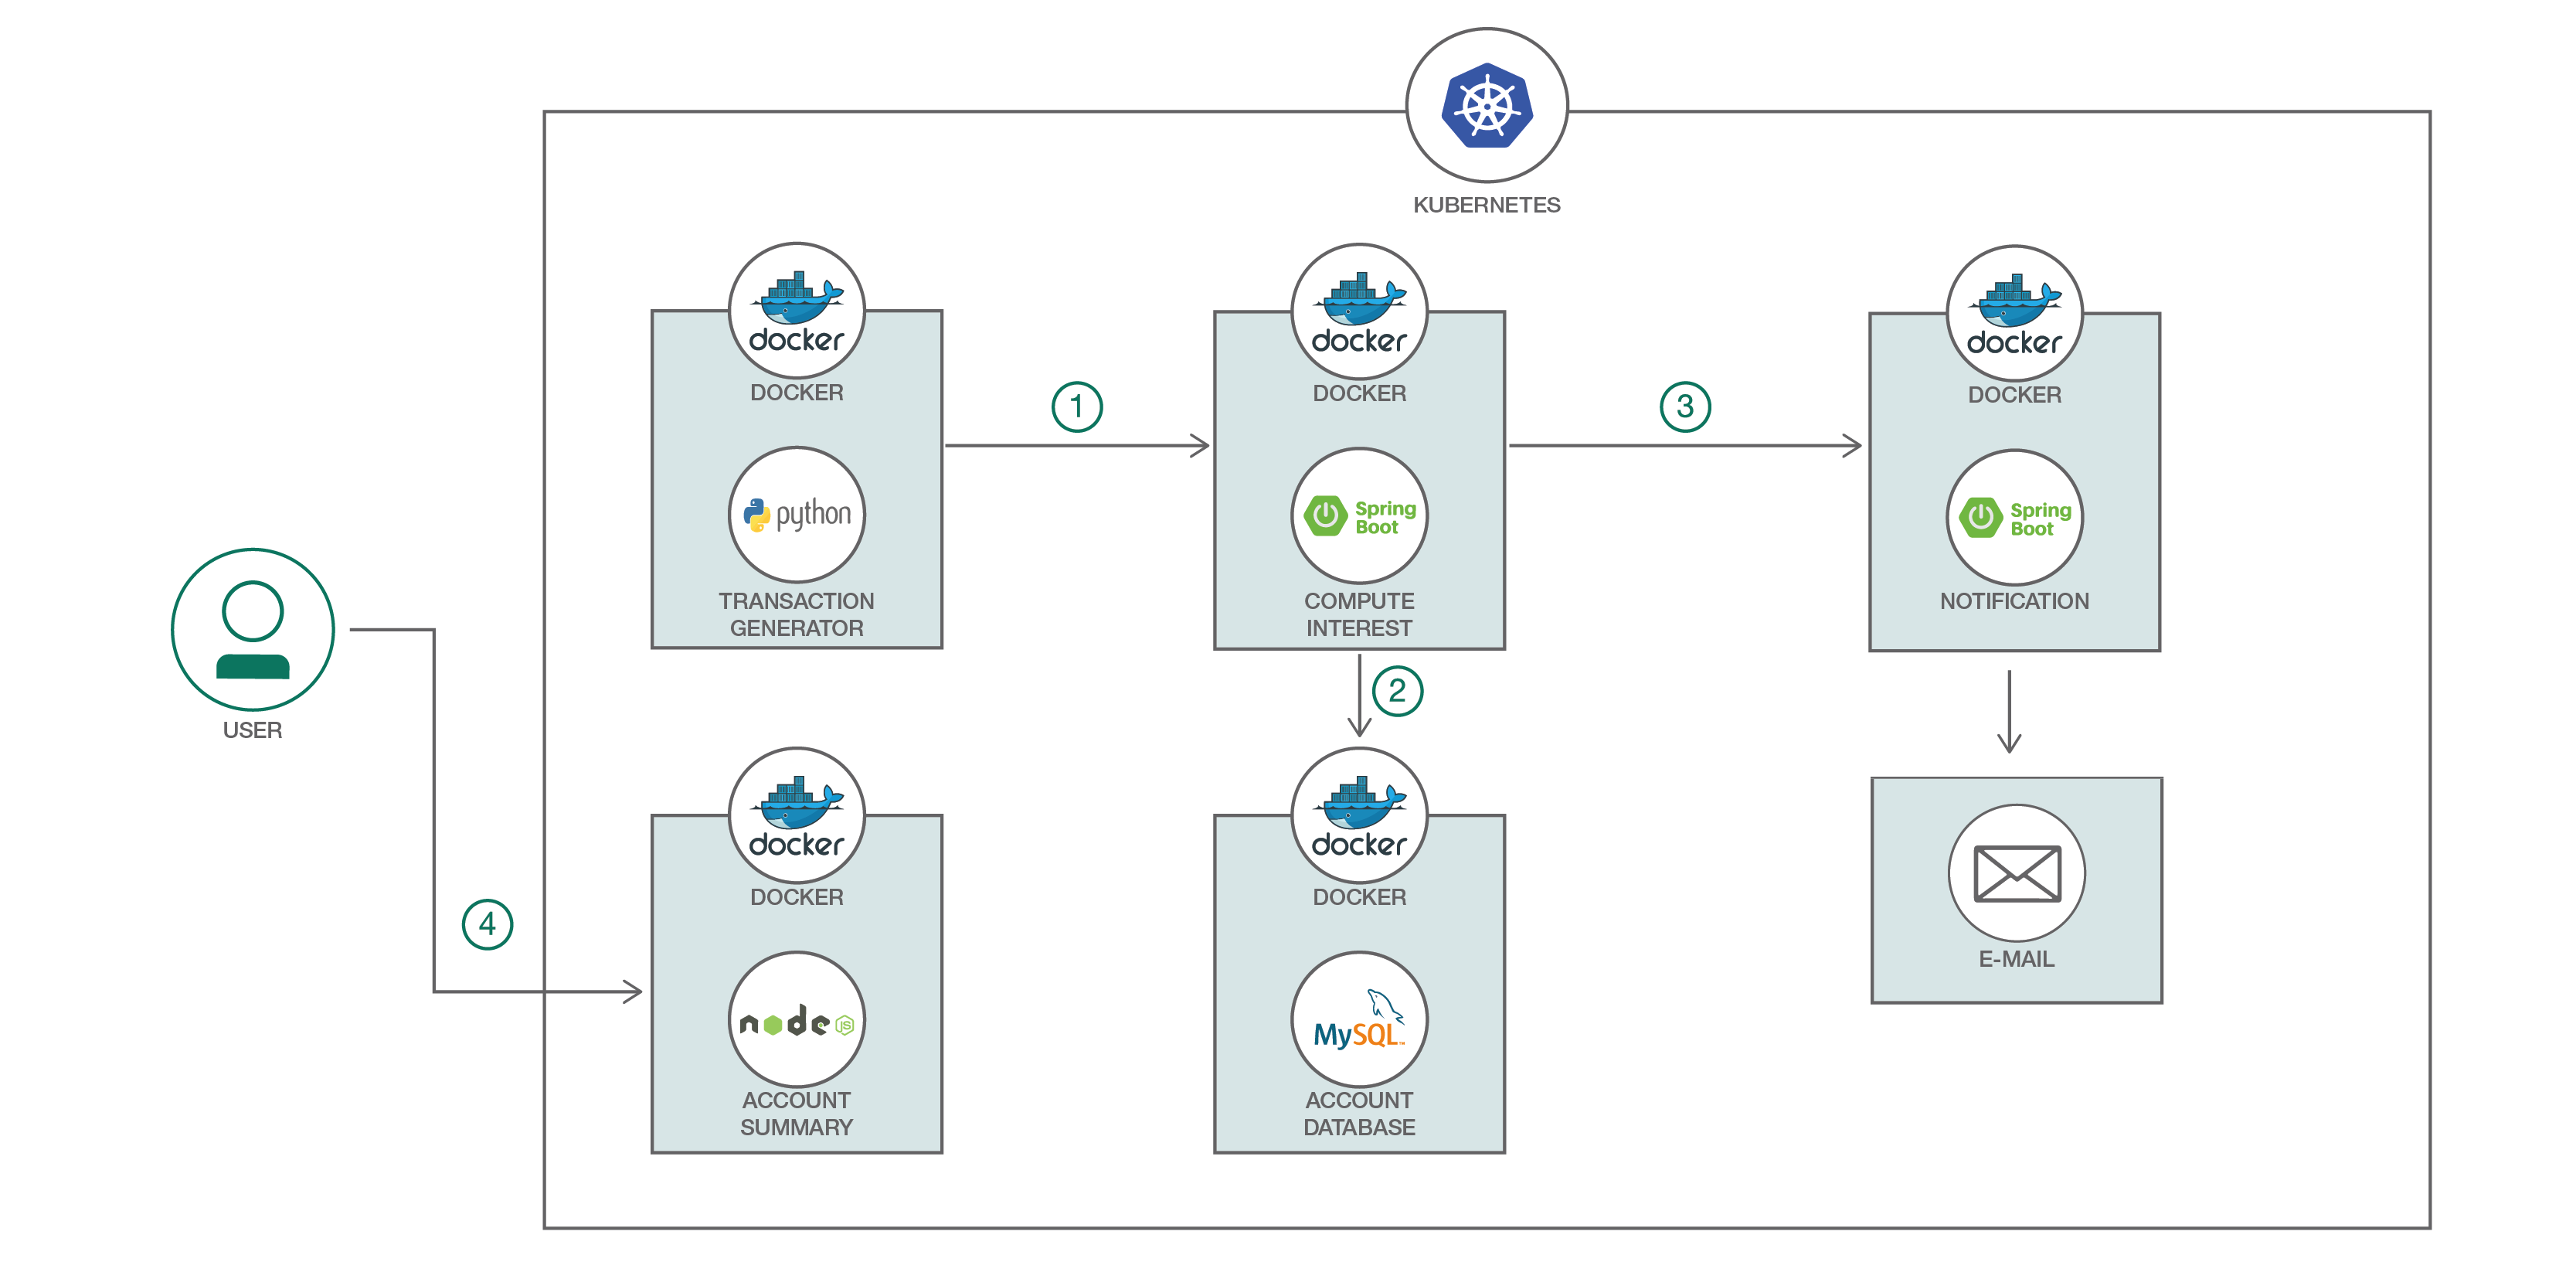 KUBERNETES
docker
DOCKER
python
TRANSACTION
GENERATOR
1
docker
DOCKER
Spring
Boot
COMPUTE
INTEREST
3
docker
DOCKER
Spring
Boot
NOTIFICATION
2
USER
4
docker
DOCKER
node
JS
ACCOUNT
SUMMARY
docker
DOCKER
MySQL™
ACCOUNT
DATABASE
E-MAIL